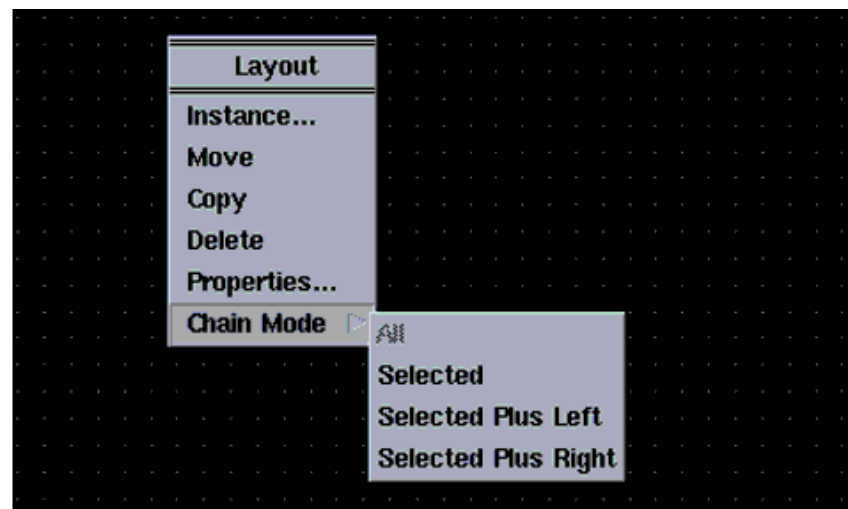 Layout
Instance...
Move
Copy
Delete
Properties...
Chain Mode
All
Selected
Selected Plus Left
Selected Plus Right